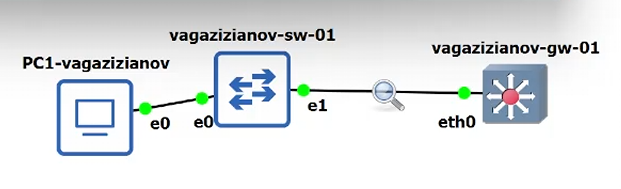 vagazizianov-sw-01
vagazizianov-gw-01
PC1-vagazizianov
e0
e0
e1
eth0